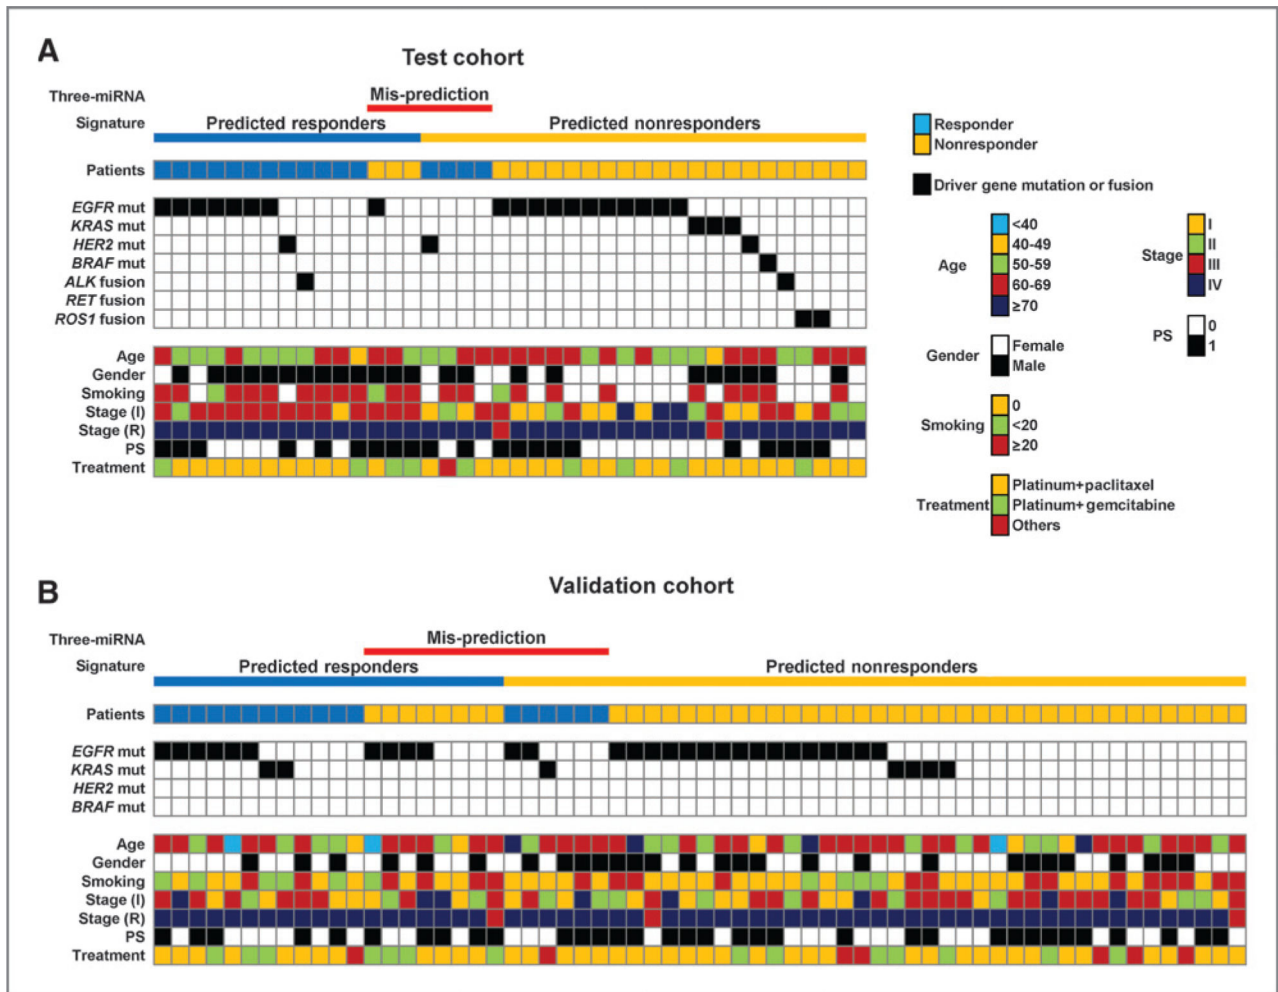 A
Test cohort
Three-miRNA
Mis-prediction
Signature
Predicted responders
Predicted nonresponders
Patients
EGFR mut
KRAS mut
HER2 mut
BRAF mut
ALK fusion
RET fusion
ROS1 fusion
Age
Gender
Smoking
Stage (I)
Stage (R)
PS
Treatment
Responder
Nonresponder
Driver gene mutation or fusion
Age
<40
40-49
50-59
60-69
≥70
Stage
I
II
III
IV
Gender
Female
Male
PS
0
1
Smoking
0
<20
≥20
Treatment
Platinum+paclitaxel
Platinum+gemcitabine
Others
B
Validation cohort
Three-miRNA
Mis-prediction
Signature
Predicted responders
Predicted nonresponders
Patients
EGFR mut
KRAS mut
HER2 mut
BRAF mut
Age
Gender
Smoking
Stage (I)
Stage (R)
PS
Treatment